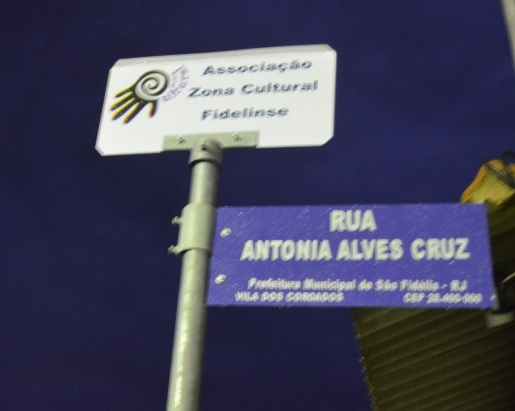 Associação
Zona Cultural
Fidelinse
RUA
ANTONIA ALVES CRUZ
Prefeitura Municipal de São Fidélis - RJ
VILA DOS COROADOS CEP 28.400-000